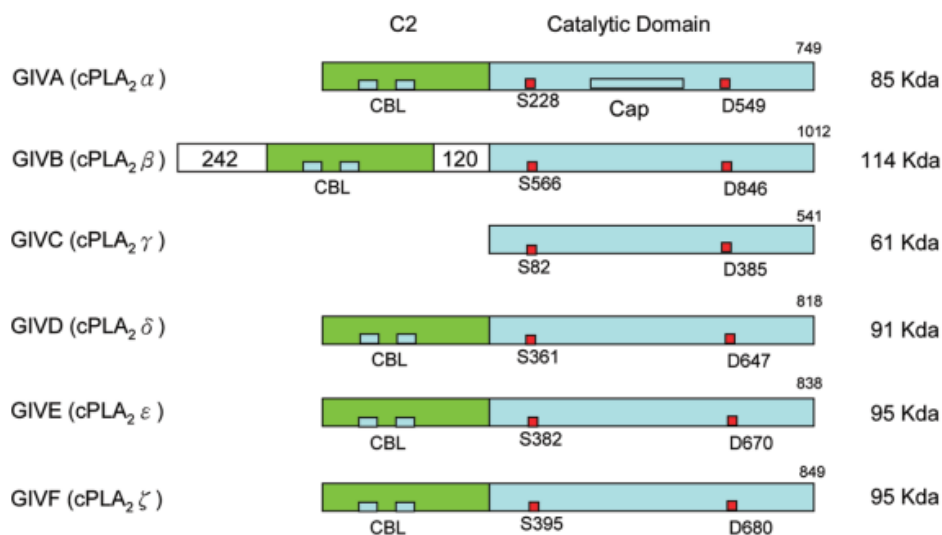 C2 Catalytic Domain
749
GIVA (cPLA₂ α) 85 Kda
CBL S228 Cap D549
1012
GIVB (cPLA₂ β) 242 120 114 Kda
CBL S566 D846
541
GIVC (cPLA₂ γ) 61 Kda
S82 D385
818
GIVD (cPLA₂ δ) 91 Kda
CBL S361 D647
838
GIVE (cPLA₂ ε) 95 Kda
CBL S382 D670
849
GIVF (cPLA₂ ζ) 95 Kda
CBL S395 D680